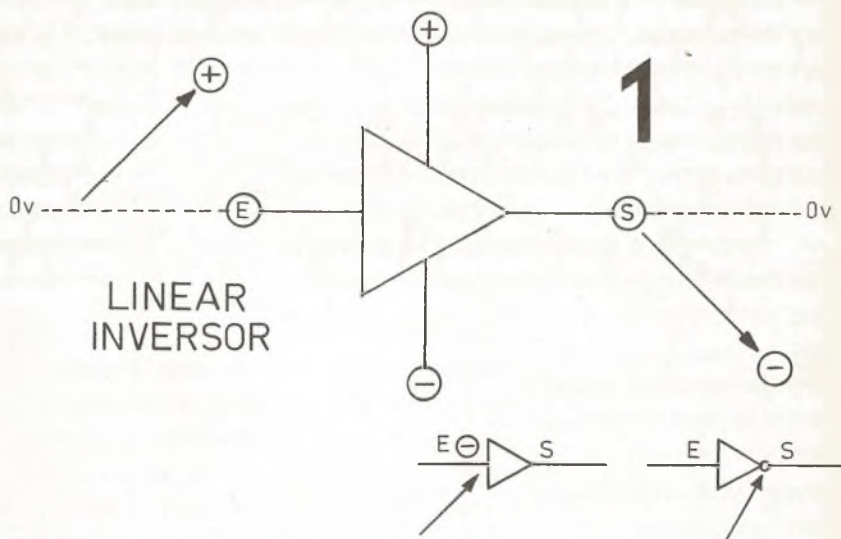 +
+
1
0v E S 0v
LINEAR
INVERSOR
-
-
E - S E S